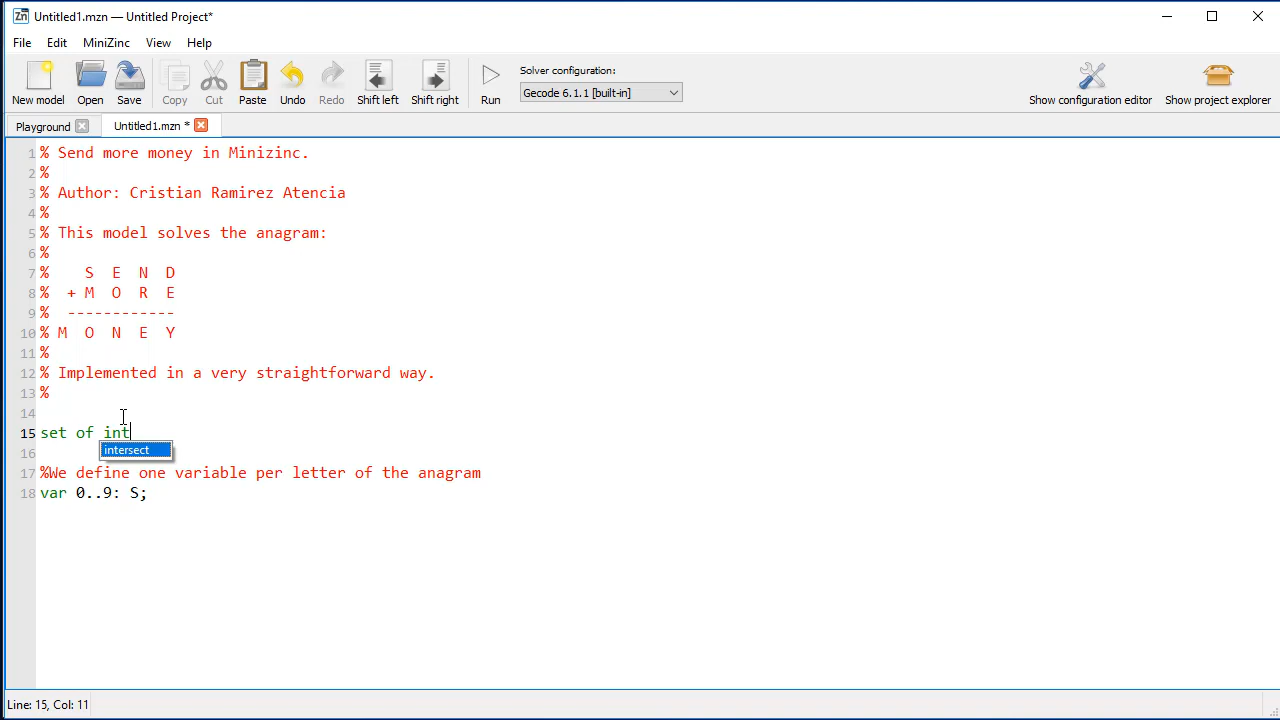 Untitled1.mzn — Untitled Project*
File Edit MiniZinc View Help
New model Open Save Copy Cut Paste Undo Redo Shift left Shift right Run
Solver configuration:
Gecode 6.1.1 [built-in]
Show configuration editor Show project explorer
Playground Untitled1.mzn *
1 % Send more money in Minizinc.
2 %
3 % Author: Cristian Ramirez Atencia
4 %
5 % This model solves the anagram:
6 %
7 % S E N D
8 % + M O R E
9 % ------------
10 % M O N E Y
11 %
12 % Implemented in a very straightforward way.
13 %
14
15 set of int
intersect
16
17 %We define one variable per letter of the anagram
18 var 0..9: S;
Line: 15, Col: 11